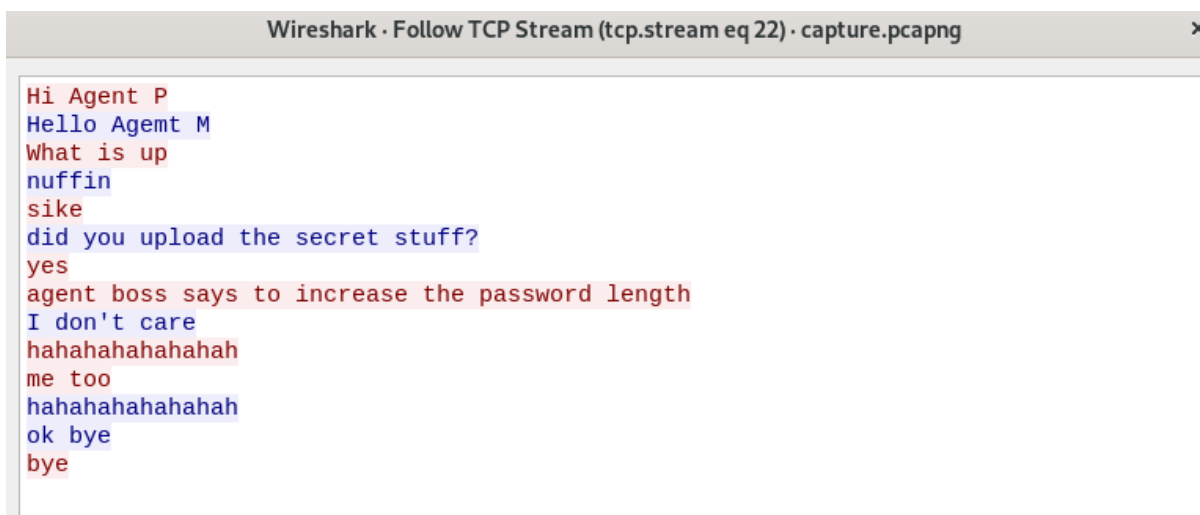 Wireshark · Follow TCP Stream (tcp.stream eq 22) · capture.pcapng
Hi Agent P
Hello Agemt M
What is up
nuffin
sike
did you upload the secret stuff?
yes
agent boss says to increase the password length
I don't care
hahahahahahahah
me too
hahahahahahahah
ok bye
bye